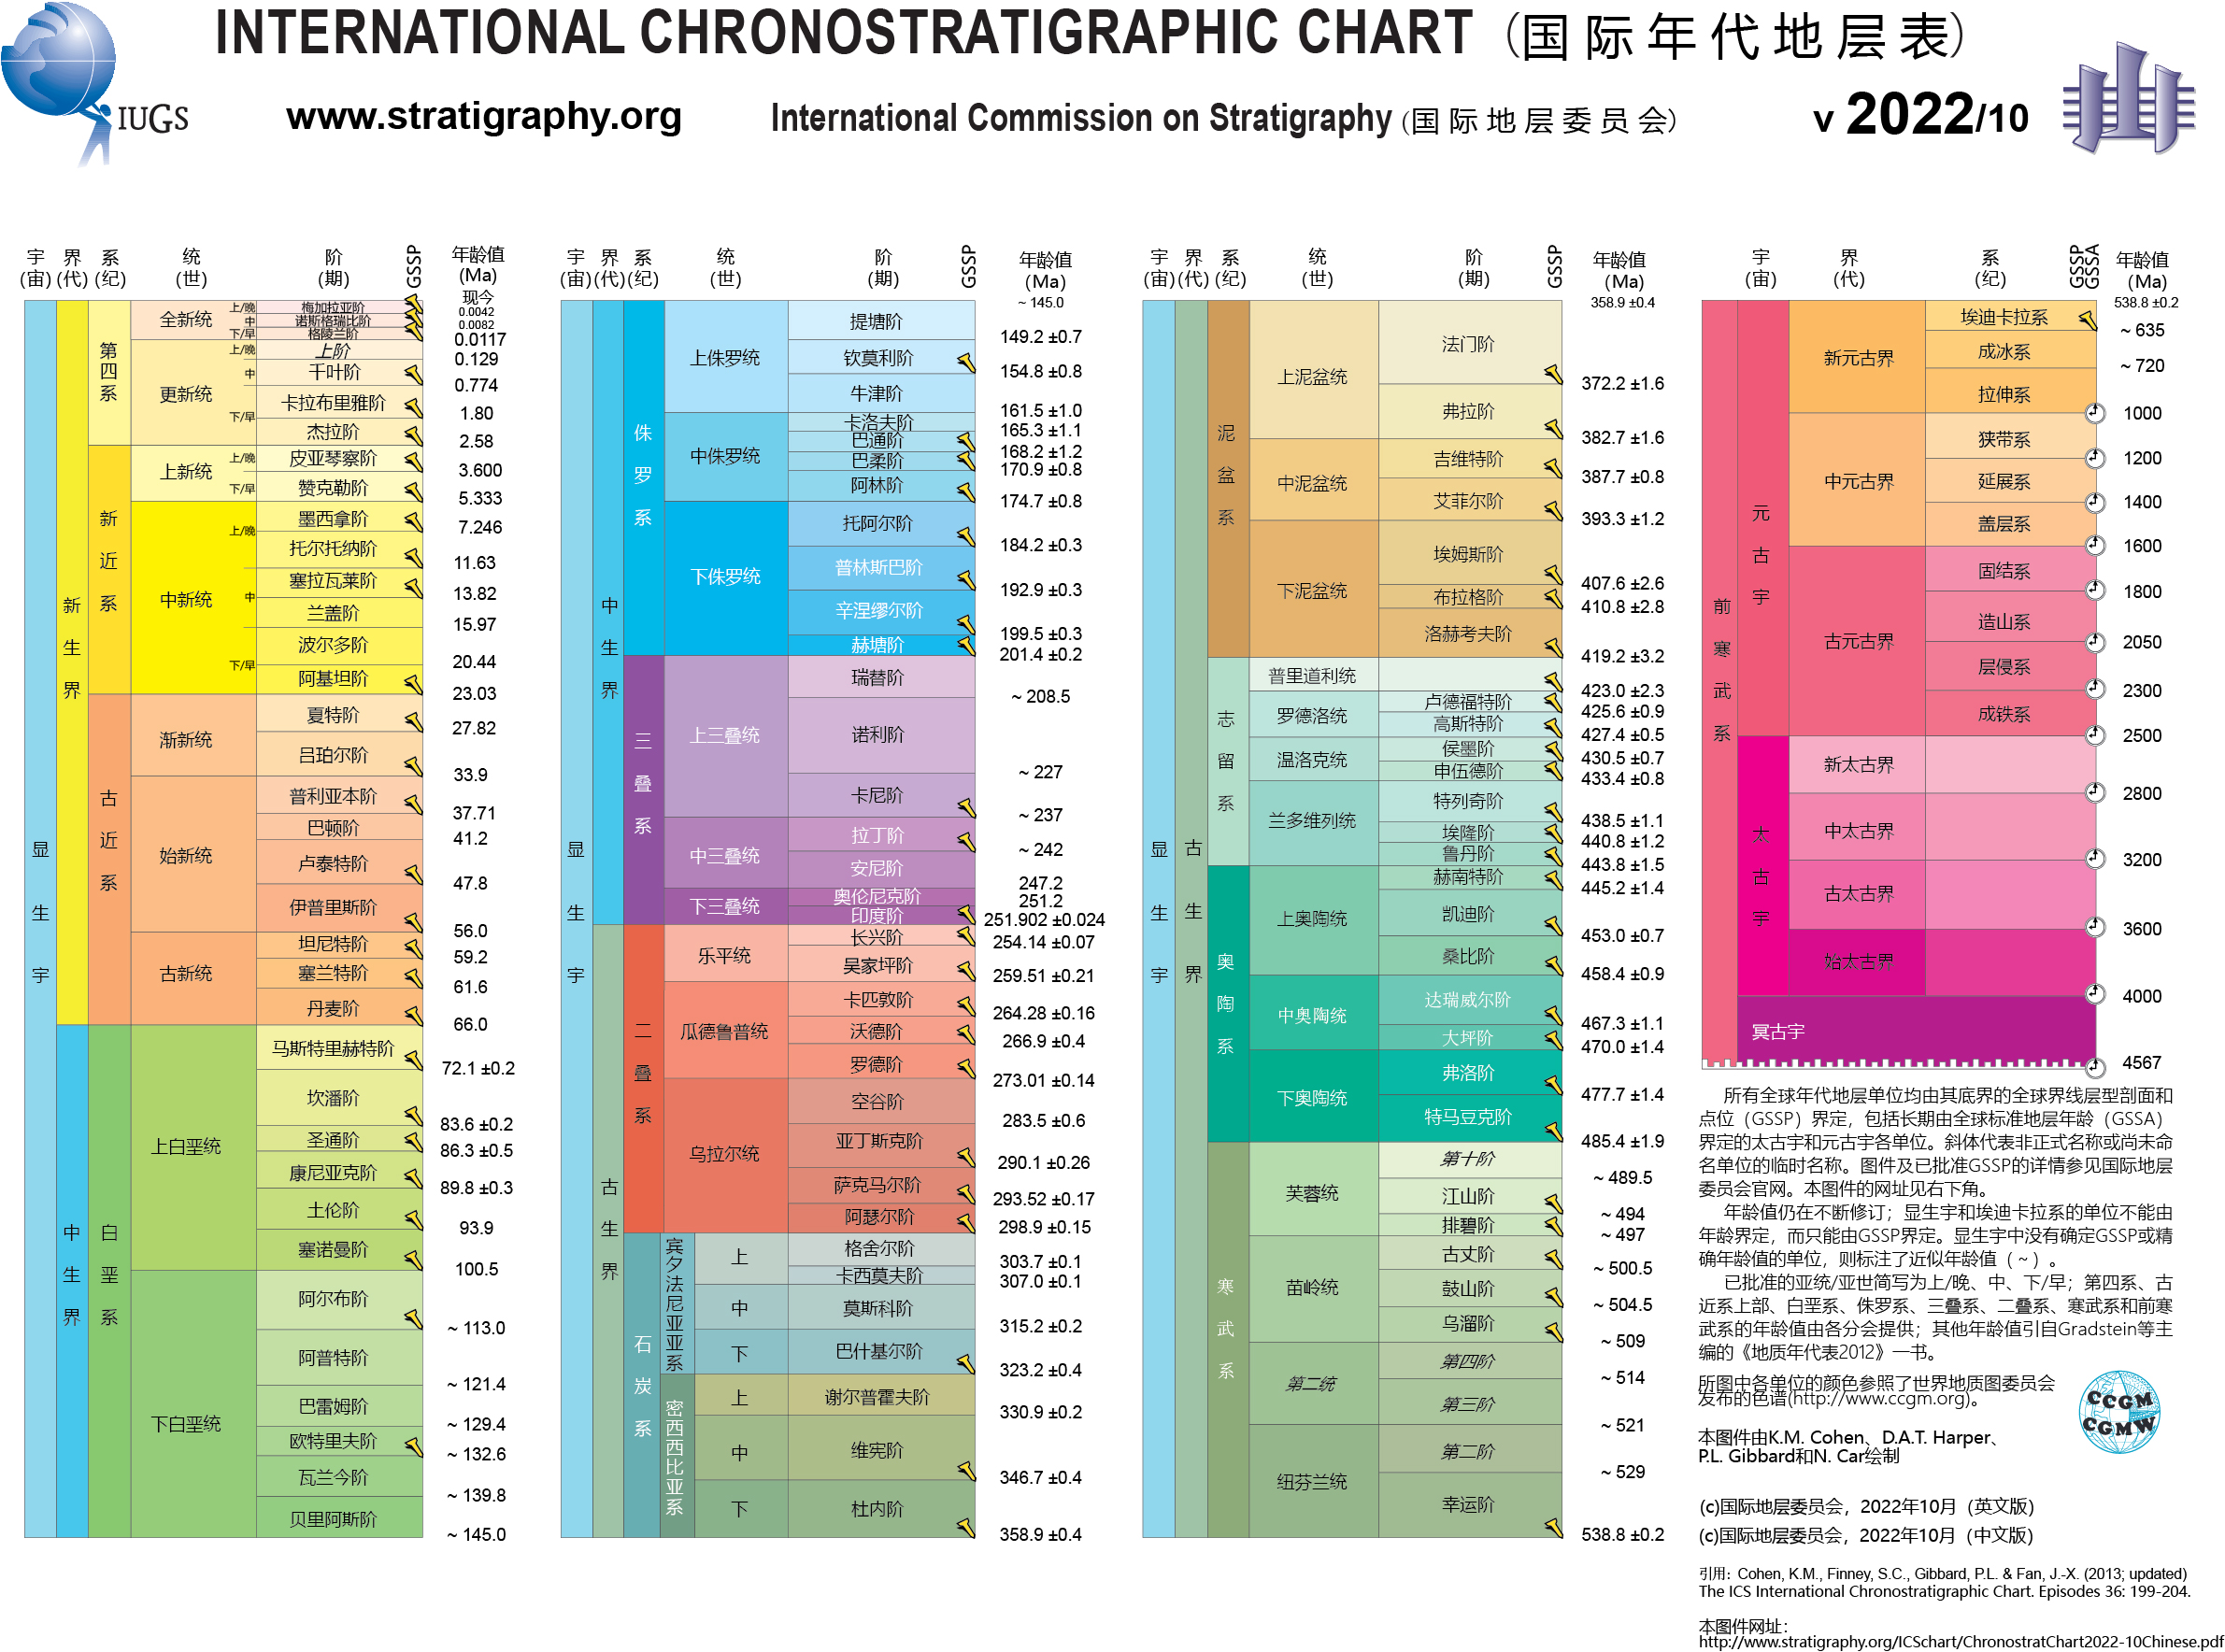 INTERNATIONAL CHRONOSTRATIGRAPHIC CHART (国际年代地层表)
IUGS
www.stratigraphy.org
International Commission on Stratigraphy (国际地层委员会)
v 2022/10
宇(宙) 界(代) 系(纪) 统(世) 阶(期) GSSP 年龄值(Ma)
显生宇
新生界
第四系
全新统
上/晚 梅加拉亚阶
中 诺斯格瑞比阶
下/早 格陵兰阶
更新统
上/晚 上阶
中 千叶阶
卡拉布里雅阶
下/早
杰拉阶
新近系
上新统
上/晚 皮亚琴察阶
下/早 赞克勒阶
中新统
墨西拿阶
上/晚
托尔托纳阶
塞拉瓦莱阶
中
兰盖阶
波尔多阶
下/早
阿基坦阶
古近系
渐新统
夏特阶
吕珀尔阶
始新统
普利亚本阶
巴顿阶
卢泰特阶
伊普里斯阶
古新统
坦尼特阶
塞兰特阶
丹麦阶
中生界
白垩系
上白垩统
马斯特里赫特阶
坎潘阶
圣通阶
康尼亚克阶
土伦阶
塞诺曼阶
下白垩统
阿尔布阶
阿普特阶
巴雷姆阶
欧特里夫阶
瓦兰今阶
贝里阿斯阶
现今
0.0042
0.0082
0.0117
0.129
0.774
1.80
2.58
3.600
5.333
7.246
11.63
13.82
15.97
20.44
23.03
27.82
33.9
37.71
41.2
47.8
56.0
59.2
61.6
66.0
72.1 ±0.2
83.6 ±0.2
86.3 ±0.5
89.8 ±0.3
93.9
100.5
~ 113.0
~ 121.4
~ 129.4
~ 132.6
~ 139.8
~ 145.0
宇(宙) 界(代) 系(纪) 统(世) 阶(期) GSSP 年龄值(Ma)
显生宇
中生界
侏罗系
上侏罗统
提塘阶
钦莫利阶
牛津阶
中侏罗统
卡洛夫阶
巴通阶
巴柔阶
阿林阶
下侏罗统
托阿尔阶
普林斯巴阶
辛涅缪尔阶
赫塘阶
三叠系
上三叠统
瑞替阶
诺利阶
卡尼阶
中三叠统
拉丁阶
安尼阶
下三叠统
奥伦尼克阶
印度阶
古生界
二叠系
乐平统
长兴阶
吴家坪阶
瓜德鲁普统
卡匹敦阶
沃德阶
罗德阶
乌拉尔统
空谷阶
亚丁斯克阶
萨克马尔阶
阿瑟尔阶
石炭系
宾夕法尼亚亚系
上
格舍尔阶
卡西莫夫阶
中
莫斯科阶
下
巴什基尔阶
密西西比亚系
上
谢尔普霍夫阶
中
维宪阶
下
杜内阶
~ 145.0
149.2 ±0.7
154.8 ±0.8
161.5 ±1.0
165.3 ±1.1
168.2 ±1.2
170.9 ±0.8
174.7 ±0.8
184.2 ±0.3
192.9 ±0.3
199.5 ±0.3
201.4 ±0.2
~ 208.5
~ 227
~ 237
~ 242
247.2
251.2
251.902 ±0.024
254.14 ±0.07
259.51 ±0.21
264.28 ±0.16
266.9 ±0.4
273.01 ±0.14
283.5 ±0.6
290.1 ±0.26
293.52 ±0.17
298.9 ±0.15
303.7 ±0.1
307.0 ±0.1
315.2 ±0.2
323.2 ±0.4
330.9 ±0.2
346.7 ±0.4
358.9 ±0.4
宇(宙) 界(代) 系(纪) 统(世) 阶(期) GSSP 年龄值(Ma)
显生宇
古生界
泥盆系
上泥盆统
法门阶
弗拉阶
中泥盆统
吉维特阶
艾菲尔阶
下泥盆统
埃姆斯阶
布拉格阶
洛赫考夫阶
志留系
普里道利统
罗德洛统
卢德福特阶
高斯特阶
温洛克统
侯墨阶
申伍德阶
兰多维列统
特列奇阶
埃隆阶
鲁丹阶
奥陶系
上奥陶统
赫南特阶
凯迪阶
桑比阶
中奥陶统
达瑞威尔阶
大坪阶
下奥陶统
弗洛阶
特马豆克阶
寒武系
芙蓉统
第十阶
江山阶
排碧阶
苗岭统
古丈阶
鼓山阶
乌溜阶
第二统
第四阶
第三阶
纽芬兰统
第二阶
幸运阶
358.9 ±0.4
372.2 ±1.6
382.7 ±1.6
387.7 ±0.8
393.3 ±1.2
407.6 ±2.6
410.8 ±2.8
419.2 ±3.2
423.0 ±2.3
425.6 ±0.9
427.4 ±0.5
430.5 ±0.7
433.4 ±0.8
438.5 ±1.1
440.8 ±1.2
443.8 ±1.5
445.2 ±1.4
453.0 ±0.7
458.4 ±0.9
467.3 ±1.1
470.0 ±1.4
477.7 ±1.4
485.4 ±1.9
~ 489.5
~ 494
~ 497
~ 500.5
~ 504.5
~ 509
~ 514
~ 521
~ 529
538.8 ±0.2
宇(宙) 界(代) 系(纪) GSSP GSSA 年龄值(Ma)
前寒武系
元古宇
新元古界
埃迪卡拉系
成冰系
拉伸系
中元古界
狭带系
延展系
盖层系
古元古界
固结系
造山系
层侵系
成铁系
太古宇
新太古界
中太古界
古太古界
始太古界
冥古宇
538.8 ±0.2
~ 635
~ 720
1000
1200
1400
1600
1800
2050
2300
2500
2800
3200
3600
4000
4567
所有全球年代地层单位均由其底界的全球界线层型剖面和
点位（GSSP）界定，包括长期由全球标准地层年龄（GSSA）
界定的太古宇和元古宇各单位。斜体代表非正式名称或尚未命
名单位的临时名称。图件及已批准GSSP的详情参见国际地层
委员会官网。本图件的网址见右下角。
年龄值仍在不断修订；显生宇和埃迪卡拉系的单位不能由
年龄界定，而只能由GSSP界定。显生宇中没有确定GSSP或精
确年龄值的单位，则标注了近似年龄值（~）。
已批准的亚统/亚世简写为上/晚、中、下/早；第四系、古
近系上部、白垩系、侏罗系、三叠系、二叠系、寒武系和前寒
武系的年龄值由各分会提供；其他年龄值引自Gradstein等主
编的《地质年代表2012》一书。
所图中各单位的颜色参照了世界地质图委员会
发布的色谱(http://www.ccgm.org)。
CCGM
CGMW
本图件由K.M. Cohen、D.A.T. Harper、
P.L. Gibbard和N. Car绘制
(c)国际地层委员会，2022年10月（英文版)
(c)国际地层委员会，2022年10月（中文版)
引用：Cohen, K.M., Finney, S.C., Gibbard, P.L. & Fan, J.-X. (2013; updated)
The ICS International Chronostratigraphic Chart. Episodes 36: 199-204.
本图件网址：
http://www.stratigraphy.org/ICSchart/ChronostratChart2022-10Chinese.pdf